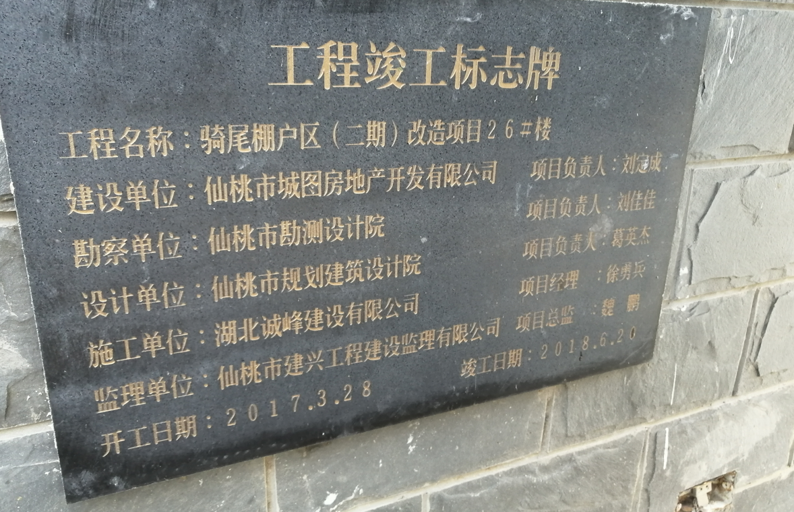 工程竣工标志牌
工程名称：骑尾棚户区（二期）改造项目26#楼
建设单位：仙桃市城图房地产开发有限公司 项目负责人：刘定成
勘察单位：仙桃市勘测设计院 项目负责人：刘佳佳
设计单位：仙桃市规划建筑设计院 项目负责人：葛英杰
施工单位：湖北诚峰建设有限公司 项目经理：徐勇兵
监理单位：仙桃市建兴工程建设监理有限公司 项目总监：魏鹏
开工日期：2017.3.28 竣工日期：2018.6.20